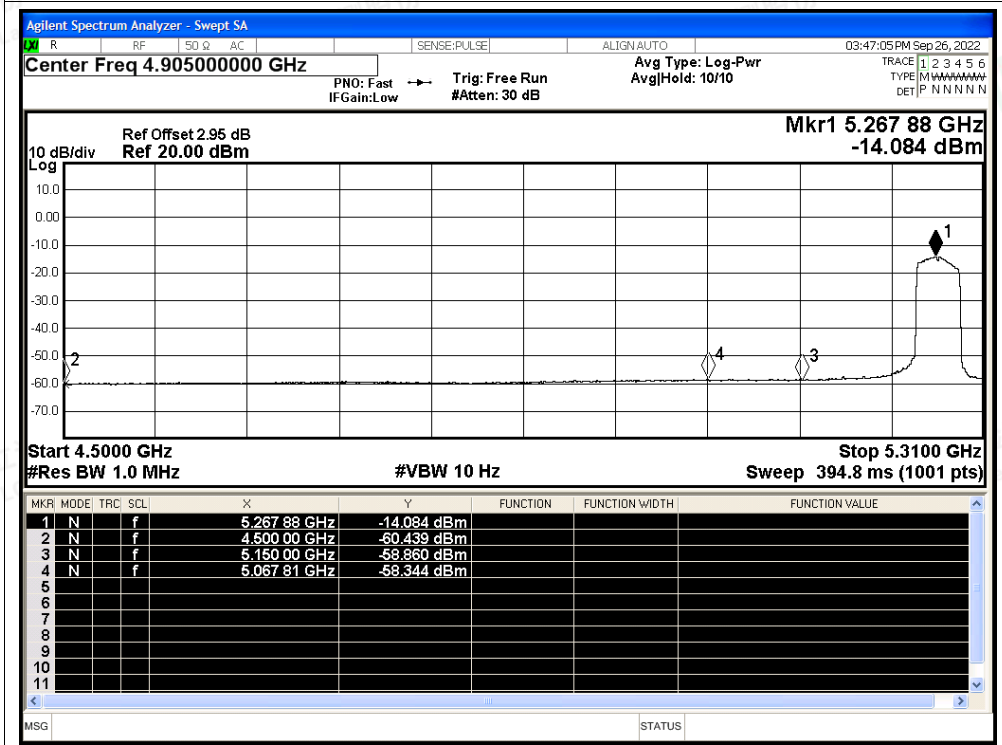 Agilent Spectrum Analyzer - Swept SA
LXI R RF 50 Ω AC SENSE:PULSE ALIGN AUTO 03:47:05 PM Sep 26, 2022
Center Freq 4.905000000 GHz
PNO: Fast
IFGain:Low
Trig: Free Run
#Atten: 30 dB
Avg Type: Log-Pwr
Avg|Hold: 10/10
TRACE 1 2 3 4 5 6
TYPE M WWWWW
DET P N N N N N
Mkr1 5.267 88 GHz
-14.084 dBm
Ref Offset 2.95 dB
10 dB/div Ref 20.00 dBm
Log
10.0
0.00
-10.0
-20.0
-30.0
-40.0
-50.0
-60.0
-70.0
1
2
4
3
Start 4.5000 GHz Stop 5.3100 GHz
#Res BW 1.0 MHz #VBW 10 Hz Sweep 394.8 ms (1001 pts)
MKR MODE TRC SCL X Y FUNCTION FUNCTION WIDTH FUNCTION VALUE
1 N f 5.267 88 GHz -14.084 dBm
2 N f 4.500 00 GHz -60.439 dBm
3 N f 5.150 00 GHz -58.860 dBm
4 N f 5.067 81 GHz -58.344 dBm
5
6
7
8
9
10
11
MSG STATUS